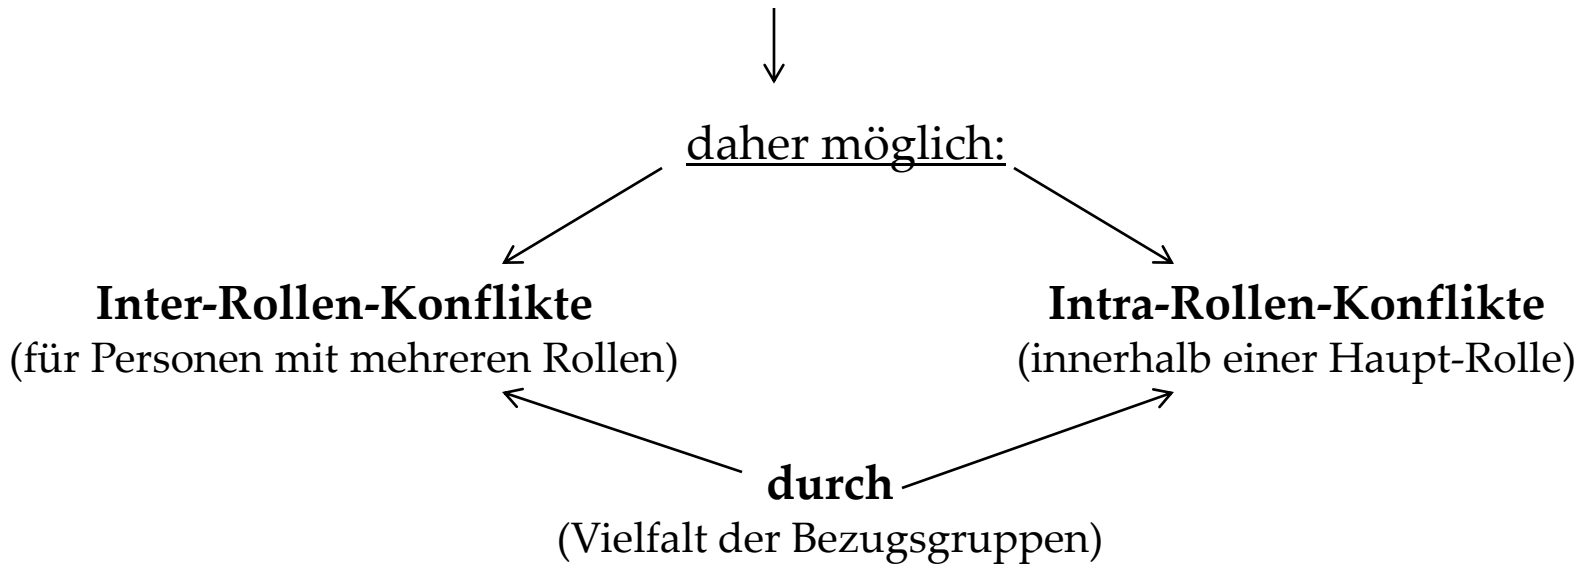 daher möglich:
Inter-Rollen-Konflikte
(für Personen mit mehreren Rollen)
Intra-Rollen-Konflikte
(innerhalb einer Haupt-Rolle)
durch
(Vielfalt der Bezugsgruppen)